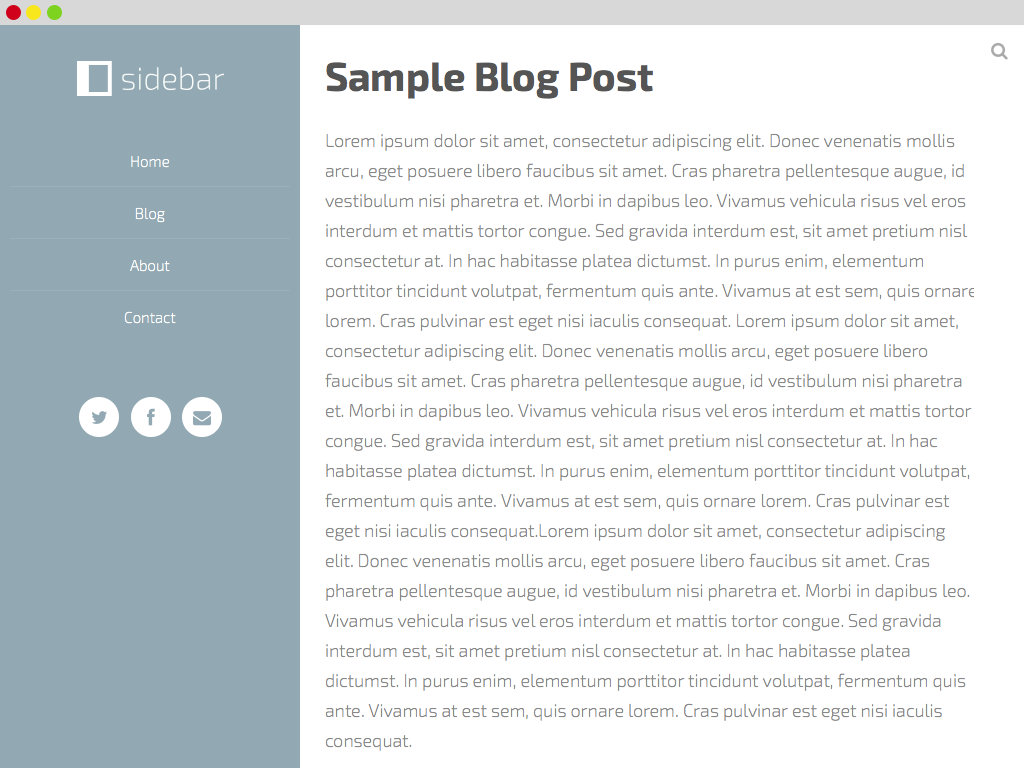 sidebar
Home
Blog
About
Contact
Sample Blog Post
Lorem ipsum dolor sit amet, consectetur adipiscing elit. Donec venenatis mollis
arcu, eget posuere libero faucibus sit amet. Cras pharetra pellentesque augue, id
vestibulum nisi pharetra et. Morbi in dapibus leo. Vivamus vehicula risus vel eros
interdum et mattis tortor congue. Sed gravida interdum est, sit amet pretium nisl
consectetur at. In hac habitasse platea dictumst. In purus enim, elementum
porttitor tincidunt volutpat, fermentum quis ante. Vivamus at est sem, quis ornare
lorem. Cras pulvinar est eget nisi iaculis consequat. Lorem ipsum dolor sit amet,
consectetur adipiscing elit. Donec venenatis mollis arcu, eget posuere libero
faucibus sit amet. Cras pharetra pellentesque augue, id vestibulum nisi pharetra
et. Morbi in dapibus leo. Vivamus vehicula risus vel eros interdum et mattis tortor
congue. Sed gravida interdum est, sit amet pretium nisl consectetur at. In hac
habitasse platea dictumst. In purus enim, elementum porttitor tincidunt volutpat,
fermentum quis ante. Vivamus at est sem, quis ornare lorem. Cras pulvinar est
eget nisi iaculis consequat.Lorem ipsum dolor sit amet, consectetur adipiscing
elit. Donec venenatis mollis arcu, eget posuere libero faucibus sit amet. Cras
pharetra pellentesque augue, id vestibulum nisi pharetra et. Morbi in dapibus leo.
Vivamus vehicula risus vel eros interdum et mattis tortor congue. Sed gravida
interdum est, sit amet pretium nisl consectetur at. In hac habitasse platea
dictumst. In purus enim, elementum porttitor tincidunt volutpat, fermentum quis
ante. Vivamus at est sem, quis ornare lorem. Cras pulvinar est eget nisi iaculis
consequat.